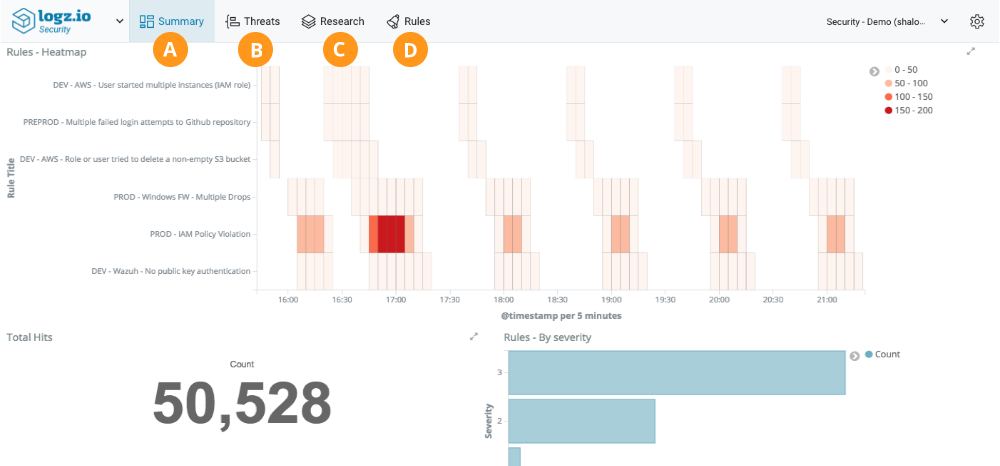 logz.io
Security
Summary
Threats
Research
Rules
Security - Demo (shalo...
A
B
C
D
Rules - Heatmap
DEV - AWS - User started multiple instances (IAM role)
PREPROD - Multiple failed login attempts to Github repository
DEV - AWS - Role or user tried to delete a non-empty S3 bucket
PROD - Windows FW - Multiple Drops
PROD - IAM Policy Violation
DEV - Wazuh - No public key authentication
Rule Title
0 - 50
50 - 100
100 - 150
150 - 200
16:00 16:30 17:00 17:30 18:00 18:30 19:00 19:30 20:00 20:30 21:00
@timestamp per 5 minutes
Total Hits
Count
50,528
Rules - By severity
3
2
Severity
Count